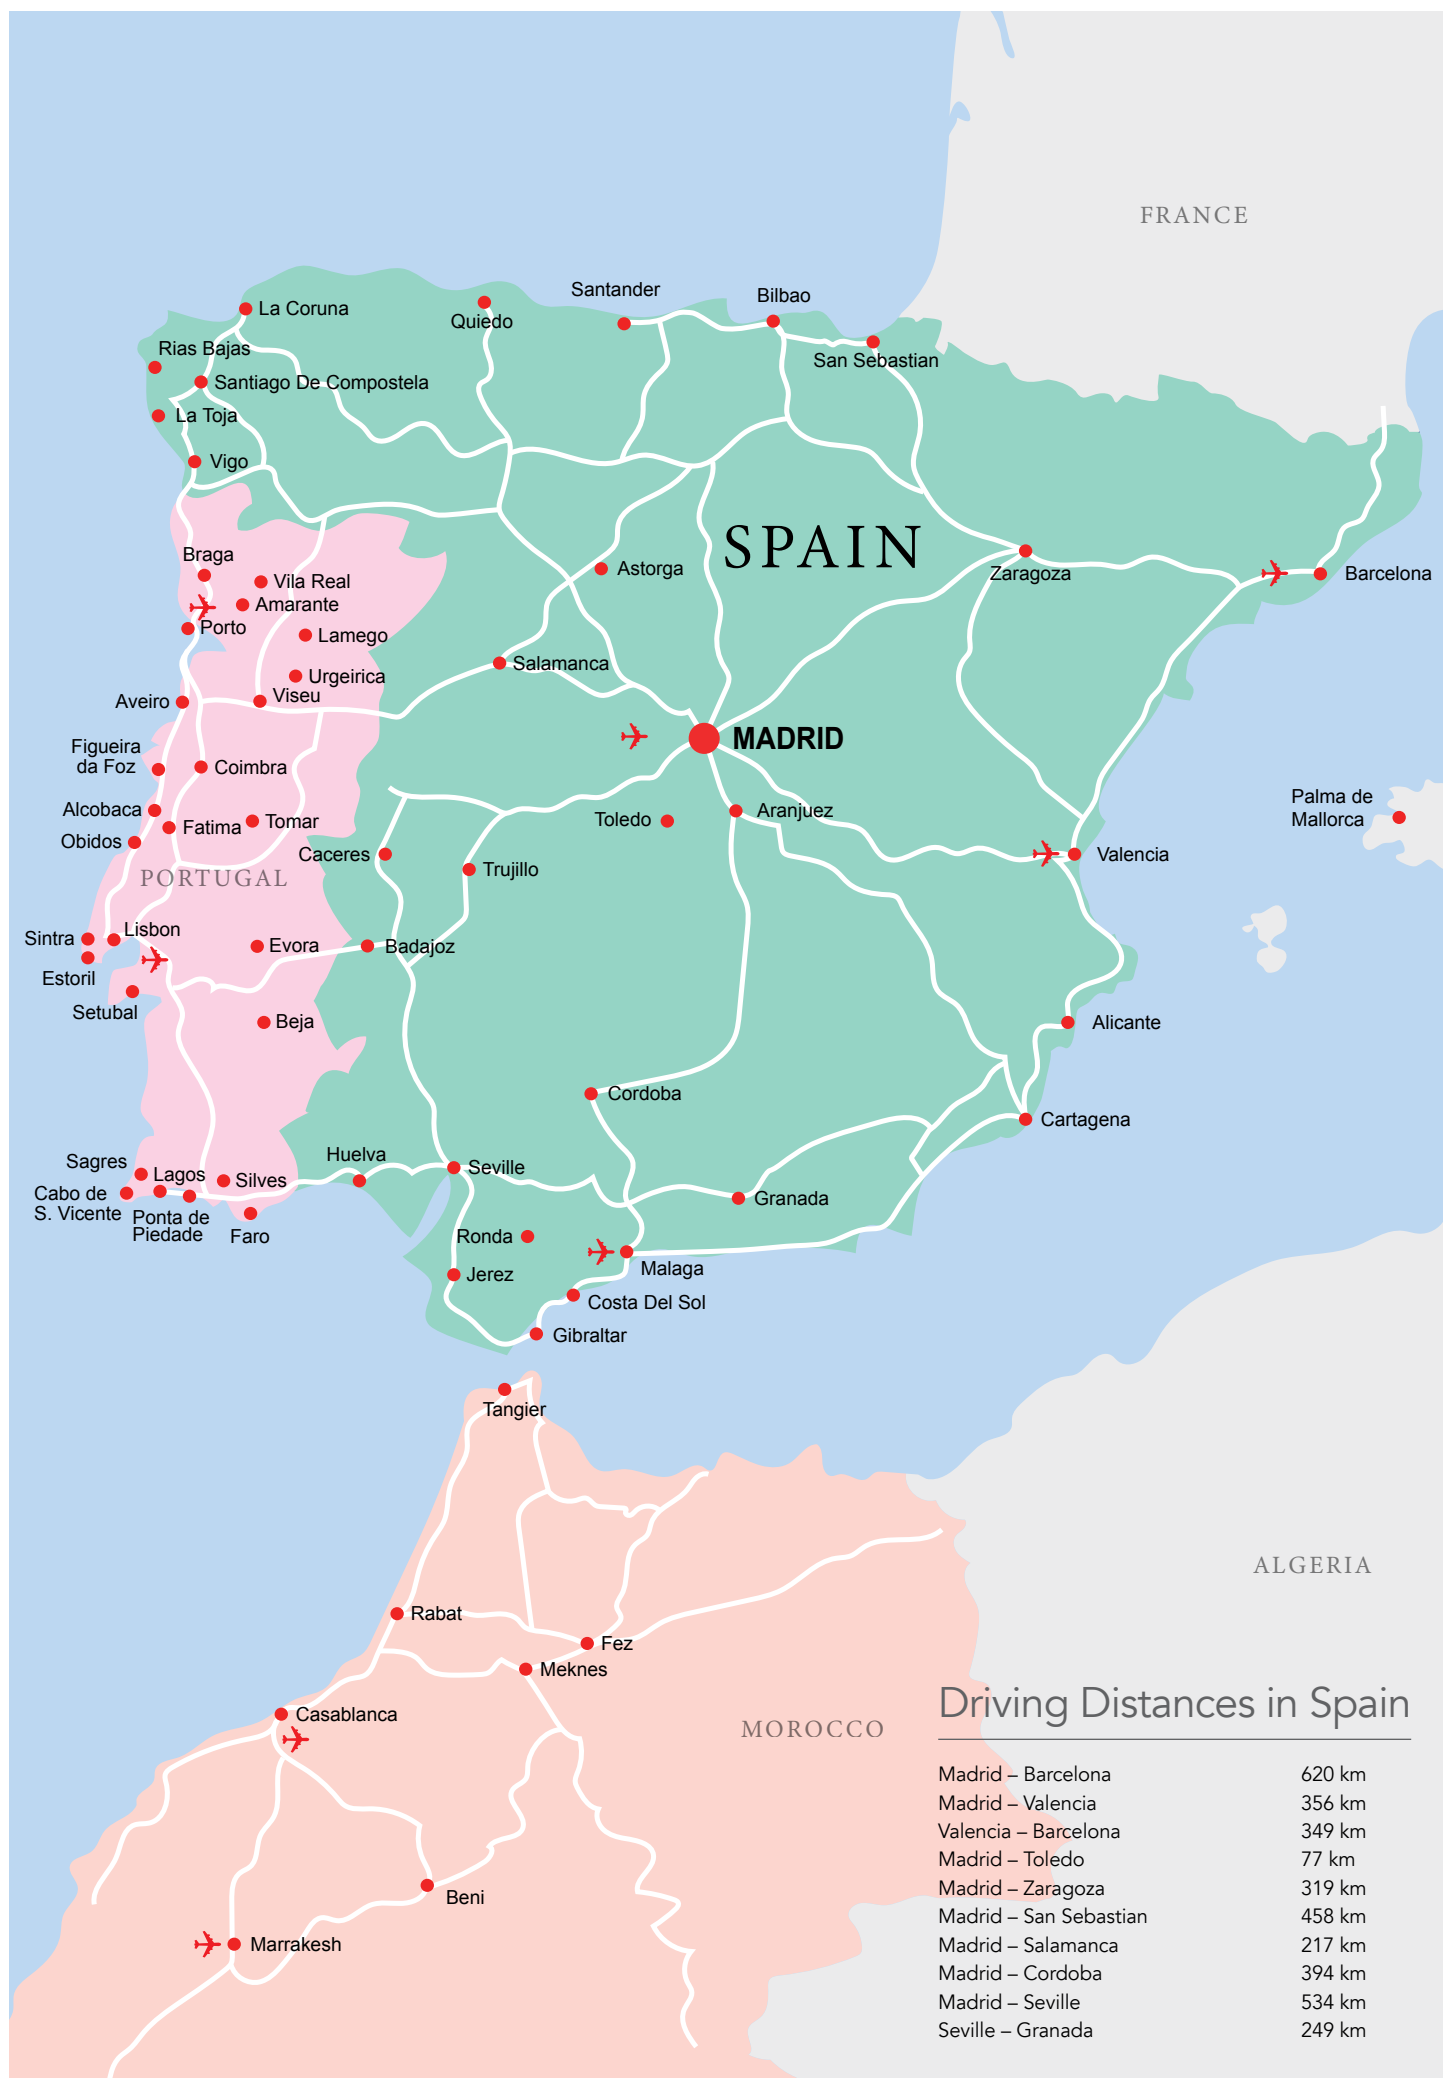 FRANCE
Santander
Bilbao
La Coruna
Quiedo
Rias Bajas
San Sebastian
Santiago De Compostela
La Toja
Vigo
SPAIN
Braga
Astorga
Zaragoza
Barcelona
Vila Real
Amarante
Porto
Lamego
Salamanca
Urgeirica
Aveiro
Viseu
MADRID
Figueira
da Foz
Coimbra
Palma de
Mallorca
Alcobaca
Aranjuez
Toledo
Tomar
Fatima
Obidos
Caceres
Valencia
Trujillo
PORTUGAL
Lisbon
Sintra
Evora
Badajoz
Estoril
Setubal
Beja
Alicante
Cordoba
Cartagena
Huelva
Sagres
Seville
Lagos
Silves
Cabo de
S. Vicente
Granada
Ponta de
Piedade
Faro
Ronda
Malaga
Jerez
Costa Del Sol
Gibraltar
Tangier
ALGERIA
Rabat
Fez
Meknes
Casablanca
MOROCCO
Beni
Marrakesh
Driving Distances in Spain
Madrid – Barcelona 620 km
Madrid – Valencia 356 km
Valencia – Barcelona 349 km
Madrid – Toledo 77 km
Madrid – Zaragoza 319 km
Madrid – San Sebastian 458 km
Madrid – Salamanca 217 km
Madrid – Cordoba 394 km
Madrid – Seville 534 km
Seville – Granada 249 km